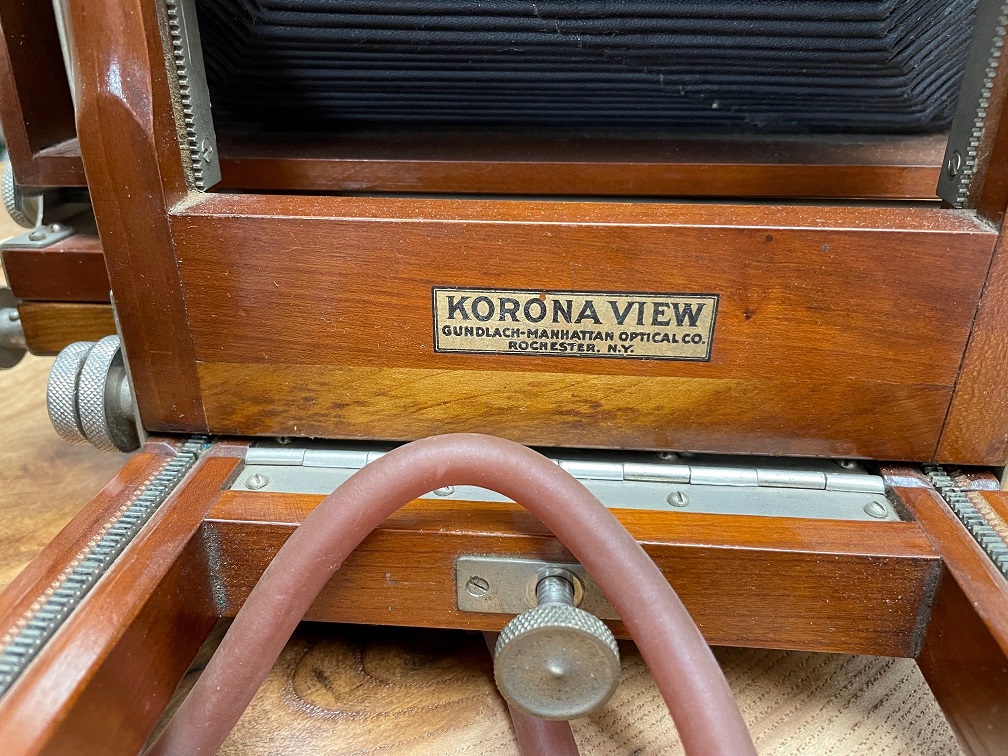 KORONA VIEW
GUNDLACH-MANHATTAN OPTICAL CO.
ROCHESTER. N.Y.